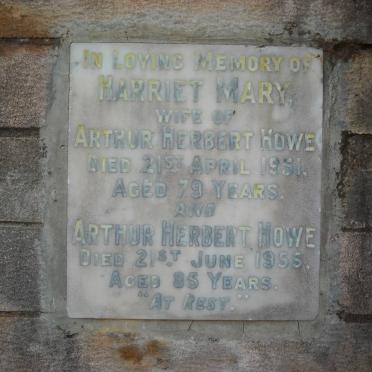 In Loving Memory of
Harriet Mary,
wife of
Arthur Herbert Howe,
Died 21st April 1951.
Aged 79 Years.
and
Arthur Herbert Howe
Died 21st June 1955.
Aged 85 Years.
"At Rest."